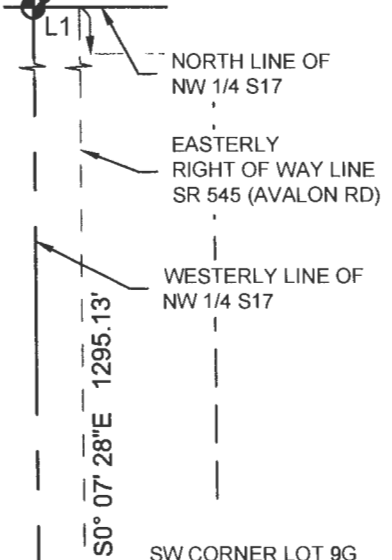 L1
NORTH LINE OF
NW 1/4 S17
EASTERLY
RIGHT OF WAY LINE
SR 545 (AVALON RD)
WESTERLY LINE OF
NW 1/4 S17
S0° 07' 28"E 1295.13'
SW CORNER LOT 9G